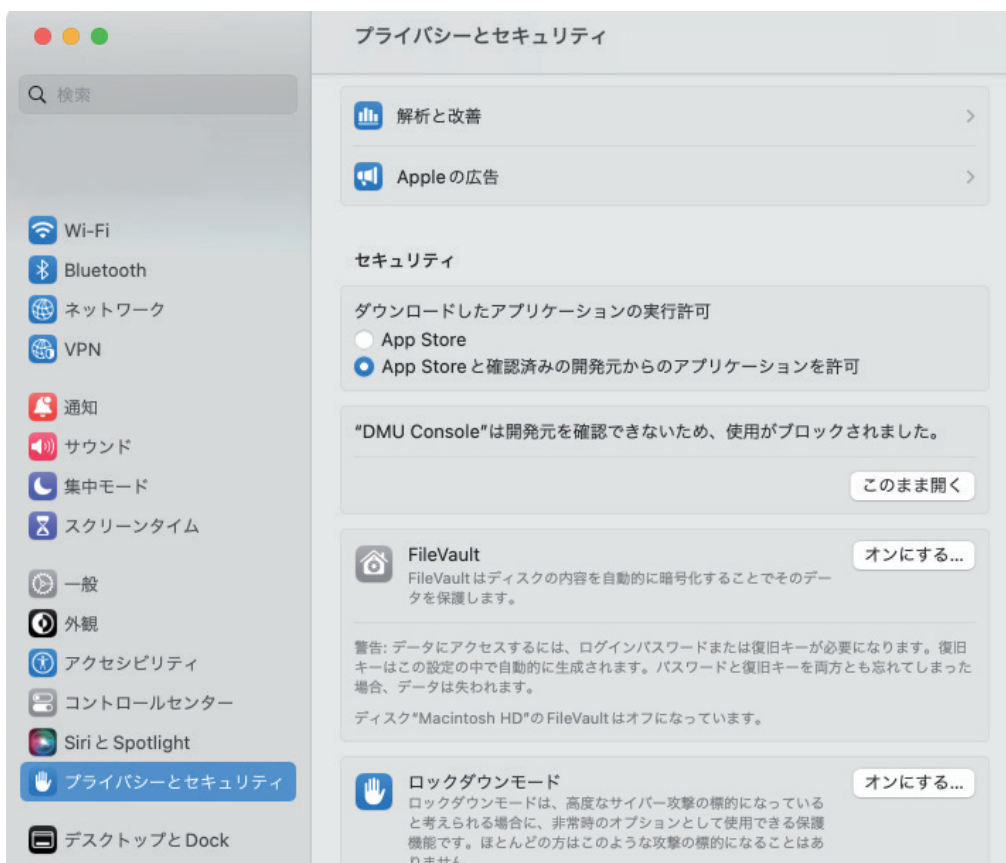 プライバシーとセキュリティ
検索
Wi-Fi
Bluetooth
ネットワーク
VPN
通知
サウンド
集中モード
スクリーンタイム
一般
外観
アクセシビリティ
コントロールセンター
SiriとSpotlight
プライバシーとセキュリティ
デスクトップとDock
解析と改善
Appleの広告
セキュリティ
ダウンロードしたアプリケーションの実行許可
App Store
App Storeと確認済みの開発元からのアプリケーションを許可
"DMU Console"は開発元を確認できないため、使用がブロックされました。
このまま開く
FileVault
オンにする...
FileVaultはディスクの内容を自動的に暗号化することでそのデー
タを保護します。
警告: データにアクセスするには、ログインパスワードまたは復旧キーが必要になります。復旧
キーはこの設定の中で自動的に生成されます。パスワードと復旧キーを両方とも忘れてしまった
場合、データは失われます。
ディスク"Macintosh HD"のFileVaultはオフになっています。
ロックダウンモード
オンにする...
ロックダウンモードは、高度なサイバー攻撃の標的になっている
と考えられる場合に、非常時のオプションとして使用できる保護
機能です。ほとんどの方はこのような攻撃の標的になることはあ
りません。